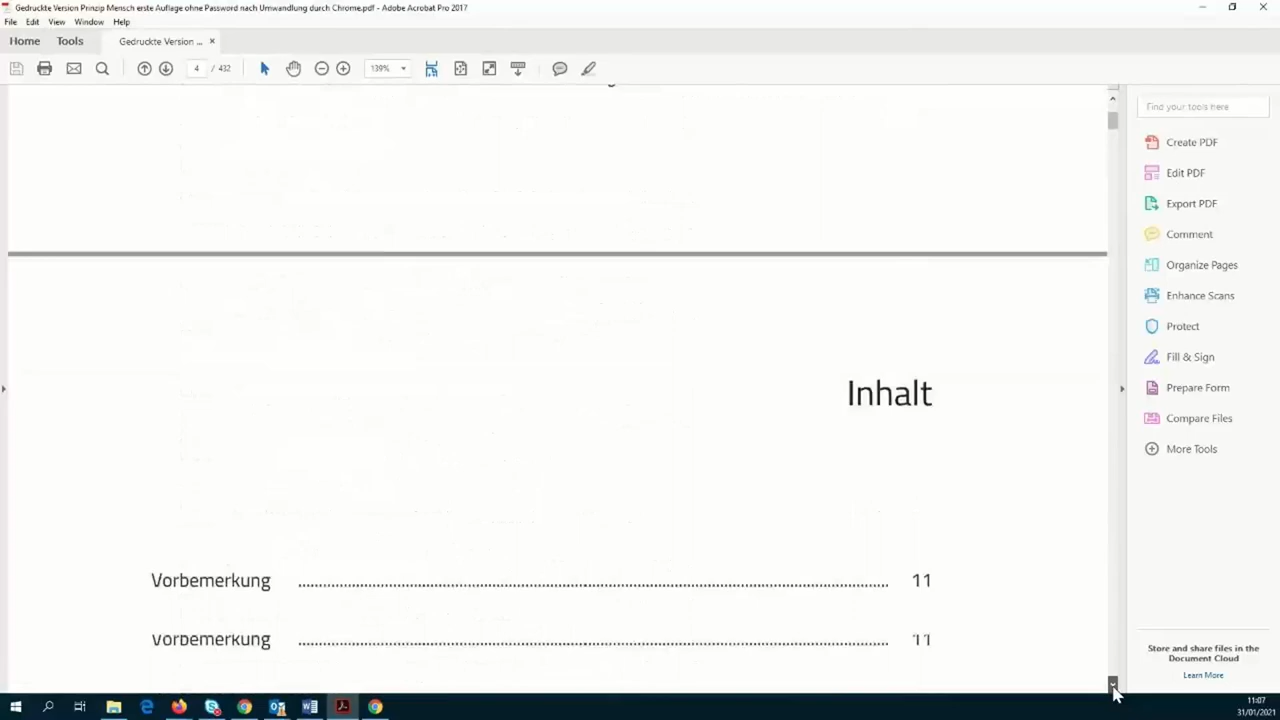 Gedruckte Version Prinzip Mensch erste Auflage ohne Password nach Umwandlung durch Chrome.pdf - Adobe Acrobat Pro 2017
File Edit View Window Help
Home Tools Gedruckte Version ... ×
4 / 432 139%
Find your tools here
Create PDF
Edit PDF
Export PDF
Comment
Organize Pages
Enhance Scans
Protect
Fill & Sign
Prepare Form
Compare Files
More Tools
Inhalt
Vorbemerkung ........................................ 11
Vorbemerkung ........................................ 11
Store and share files in the
Document Cloud
Learn More
11:07
31/01/2021